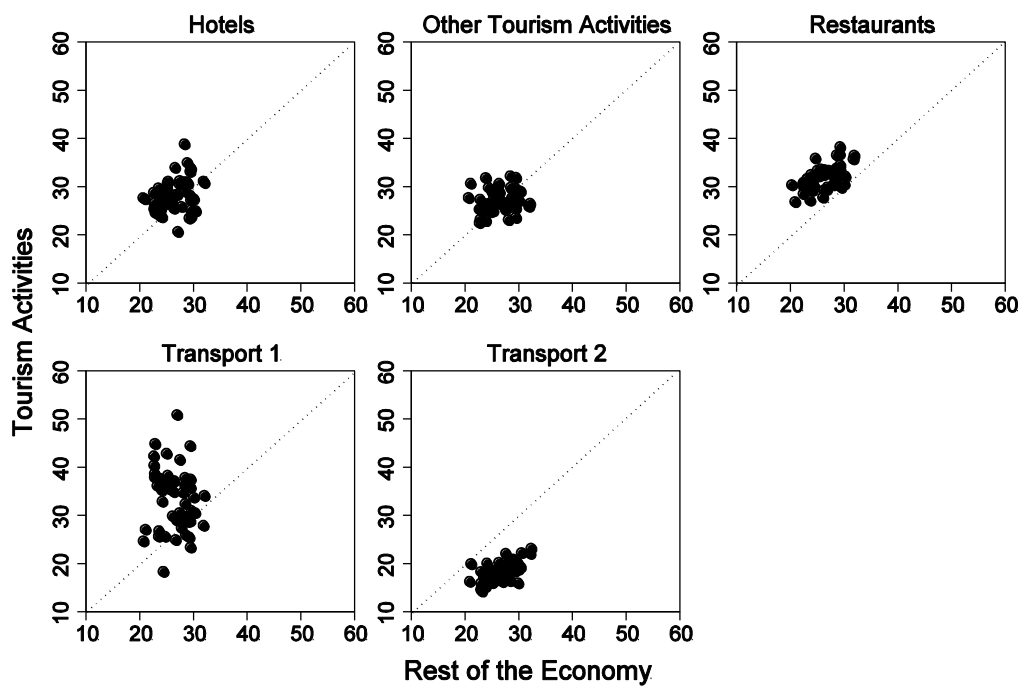 Hotels Other Tourism Activities Restaurants
60 60 60
50 50 50
40 40 40
30 30 30
20 20 20
10 10 10
10 20 30 40 50 60 10 20 30 40 50 60 10 20 30 40 50 60
Tourism Activities
Transport 1 Transport 2
60 60
50 50
40 40
30 30
20 20
10 10
10 20 30 40 50 60 10 20 30 40 50 60
Rest of the Economy